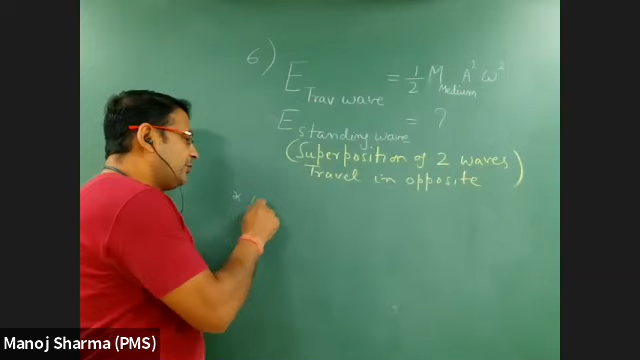 6) E Trav wave = 1/2 M Medium A² ω²
E standing wave = ?
(Superposition of 2 waves
Travel in opposite)
*
Manoj Sharma (PMS)